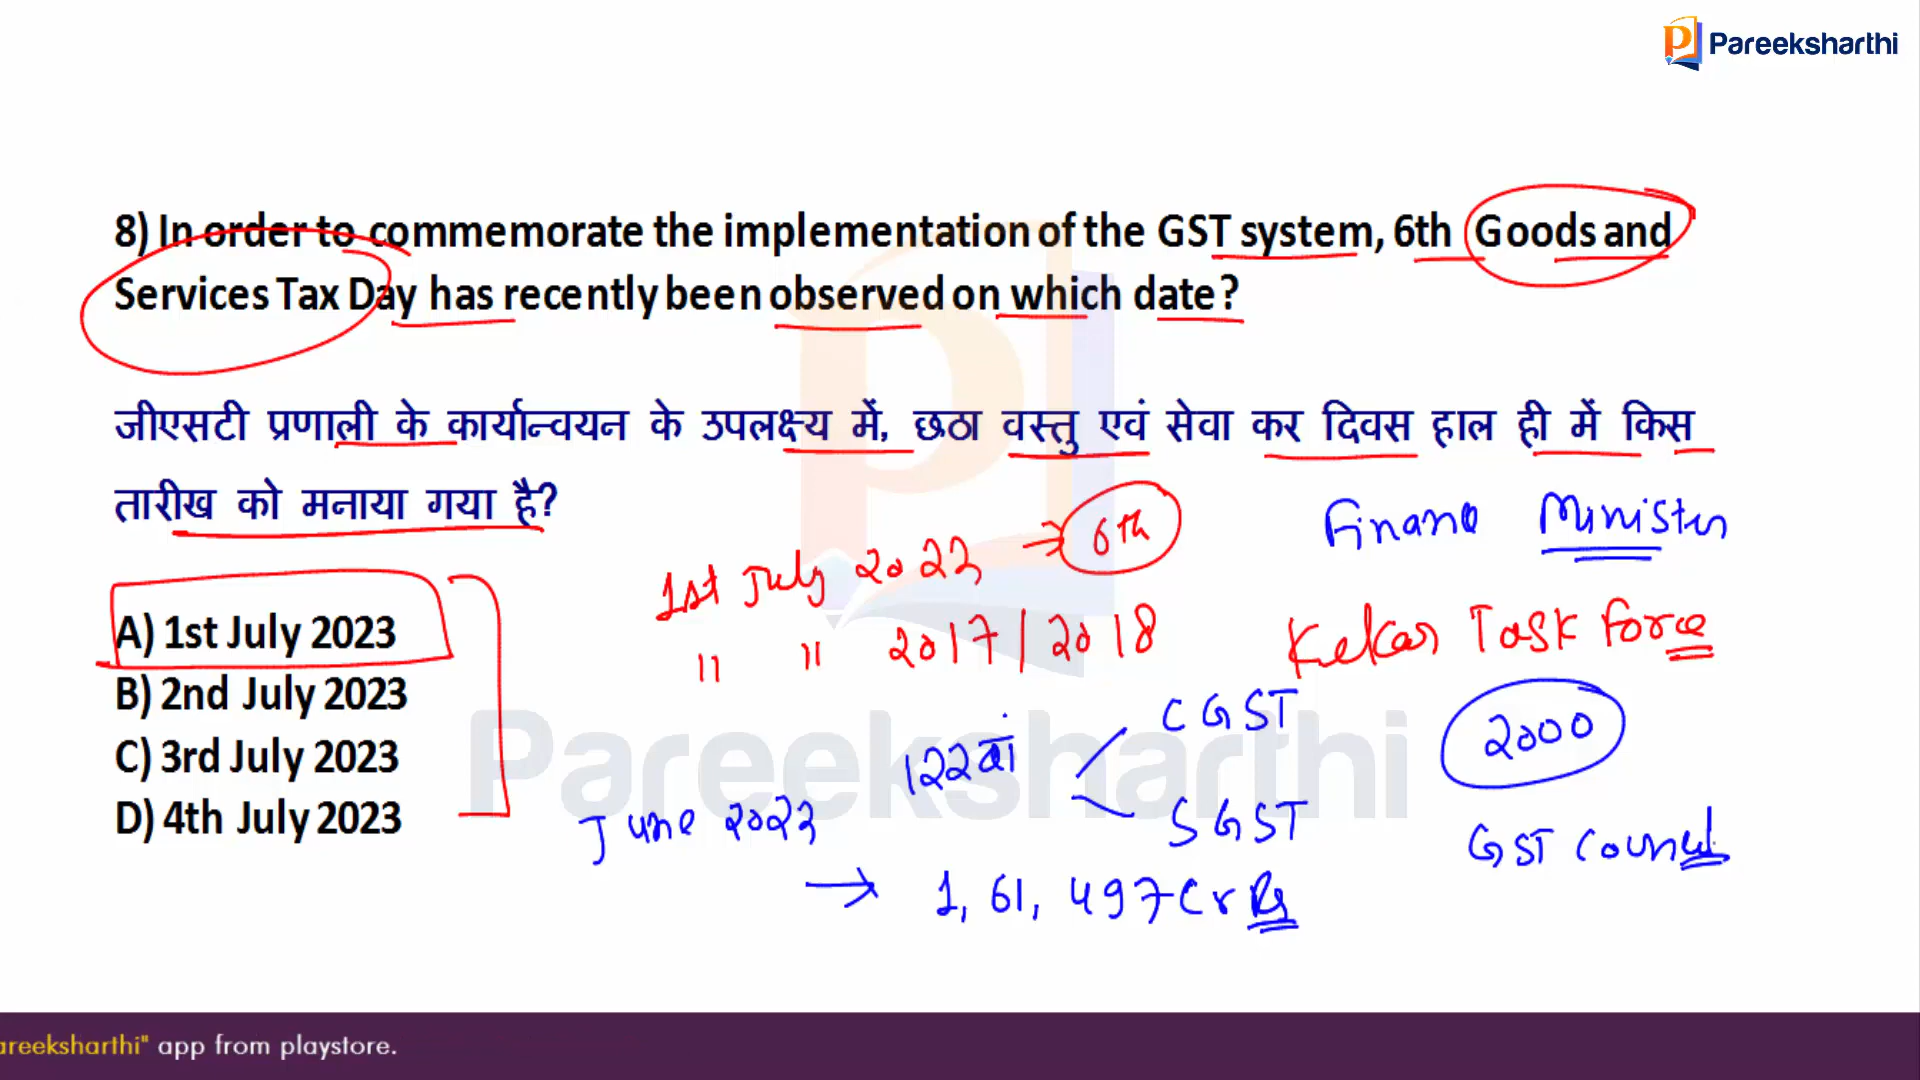 Pareeksharthi
8) In order to commemorate the implementation of the GST system, 6th Goods and
Services Tax Day has recently been observed on which date?
जीएसटी प्रणाली के कार्यान्वयन के उपलक्ष्य में, छठा वस्तु एवं सेवा कर दिवस हाल ही में किस
तारीख को मनाया गया है?
A) 1st July 2023
B) 2nd July 2023
C) 3rd July 2023
D) 4th July 2023
1st July 2023 → 6th
" " 2017 | 2018
Finance Minister
Kelkar Task Force
2000
GST Council
122वां
CGST
SGST
June 2023
→ 1,61,497 Cr Rs
Pareeksharthi
areeksharthi" app from playstore.